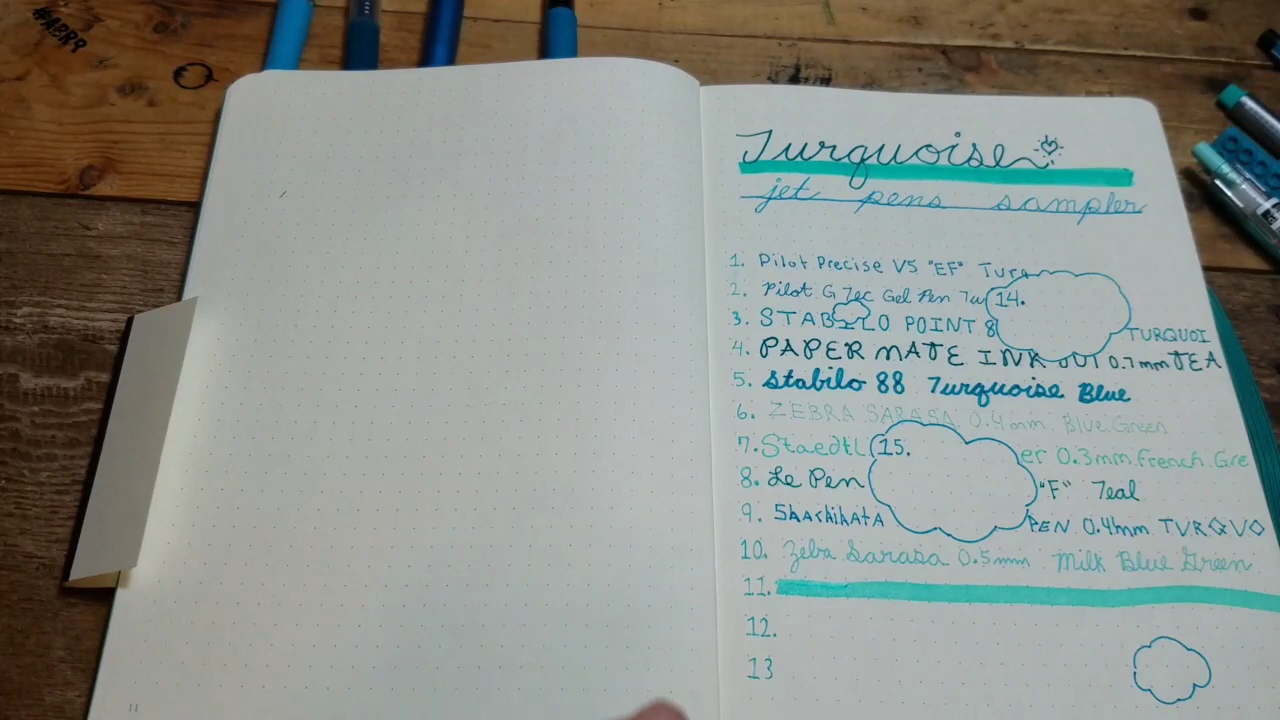 #ABR9
Turquoise
jet pens sampler
1. Pilot Precise V5 "EF" Turq
2. Pilot G Tec Gel Pen Tu
14.
3. STABILO POINT 8
TURQUOI
4. PAPER MATE INK JOY 0.7mm TEA
5. Stabilo 88 Turquoise Blue
6. ZEBRA SARASA 0.4mm Blue Green
7. Staedtl
15.
er 0.3mm French Gre
8. Le Pen
"F" Teal
9. Shachihata
PEN 0.4mm TURQUO
10. Zebra Sarasa 0.5mm Milk Blue Green
11.
12.
13
11